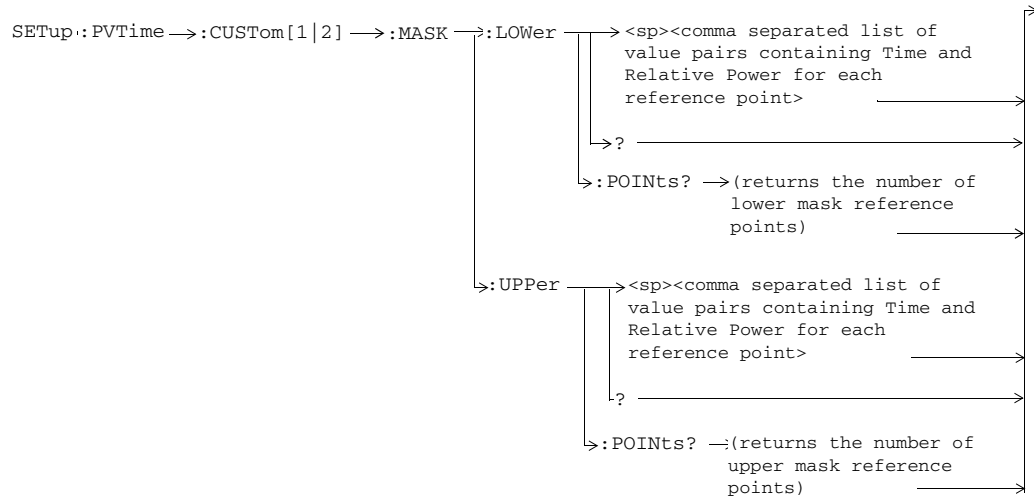 SETup:PVTime :CUSTom[1|2] :MASK :LOWer <sp><comma separated list of
value pairs containing Time and
Relative Power for each
reference point>
?
:POINts? (returns the number of
lower mask reference
points)
:UPPer <sp><comma separated list of
value pairs containing Time and
Relative Power for each
reference point>
?
:POINts? (returns the number of
upper mask reference
points)